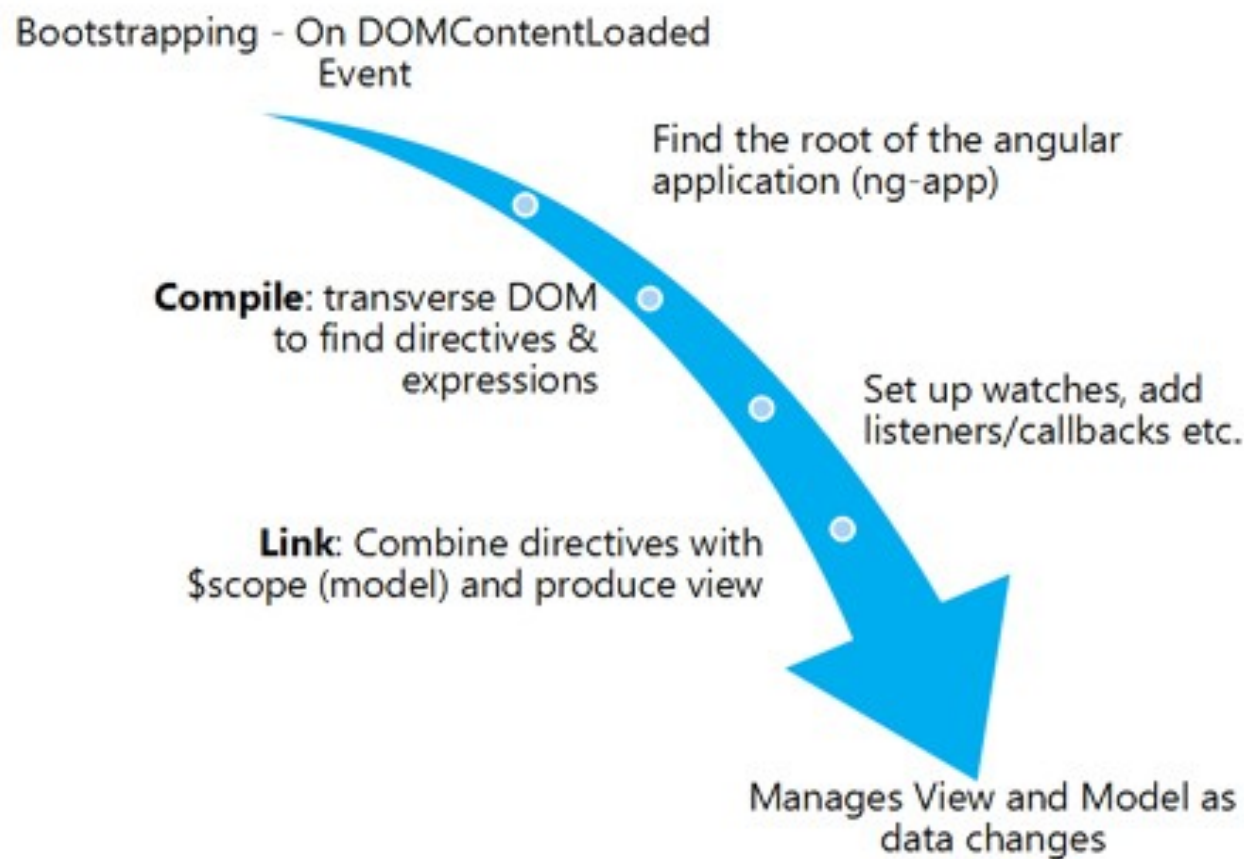 Bootstrapping - On DOMContentLoaded
Event
Find the root of the angular
application (ng-app)
Compile: transverse DOM
to find directives &
expressions
Set up watches, add
listeners/callbacks etc.
Link: Combine directives with
$scope (model) and produce view
Manages View and Model as
data changes